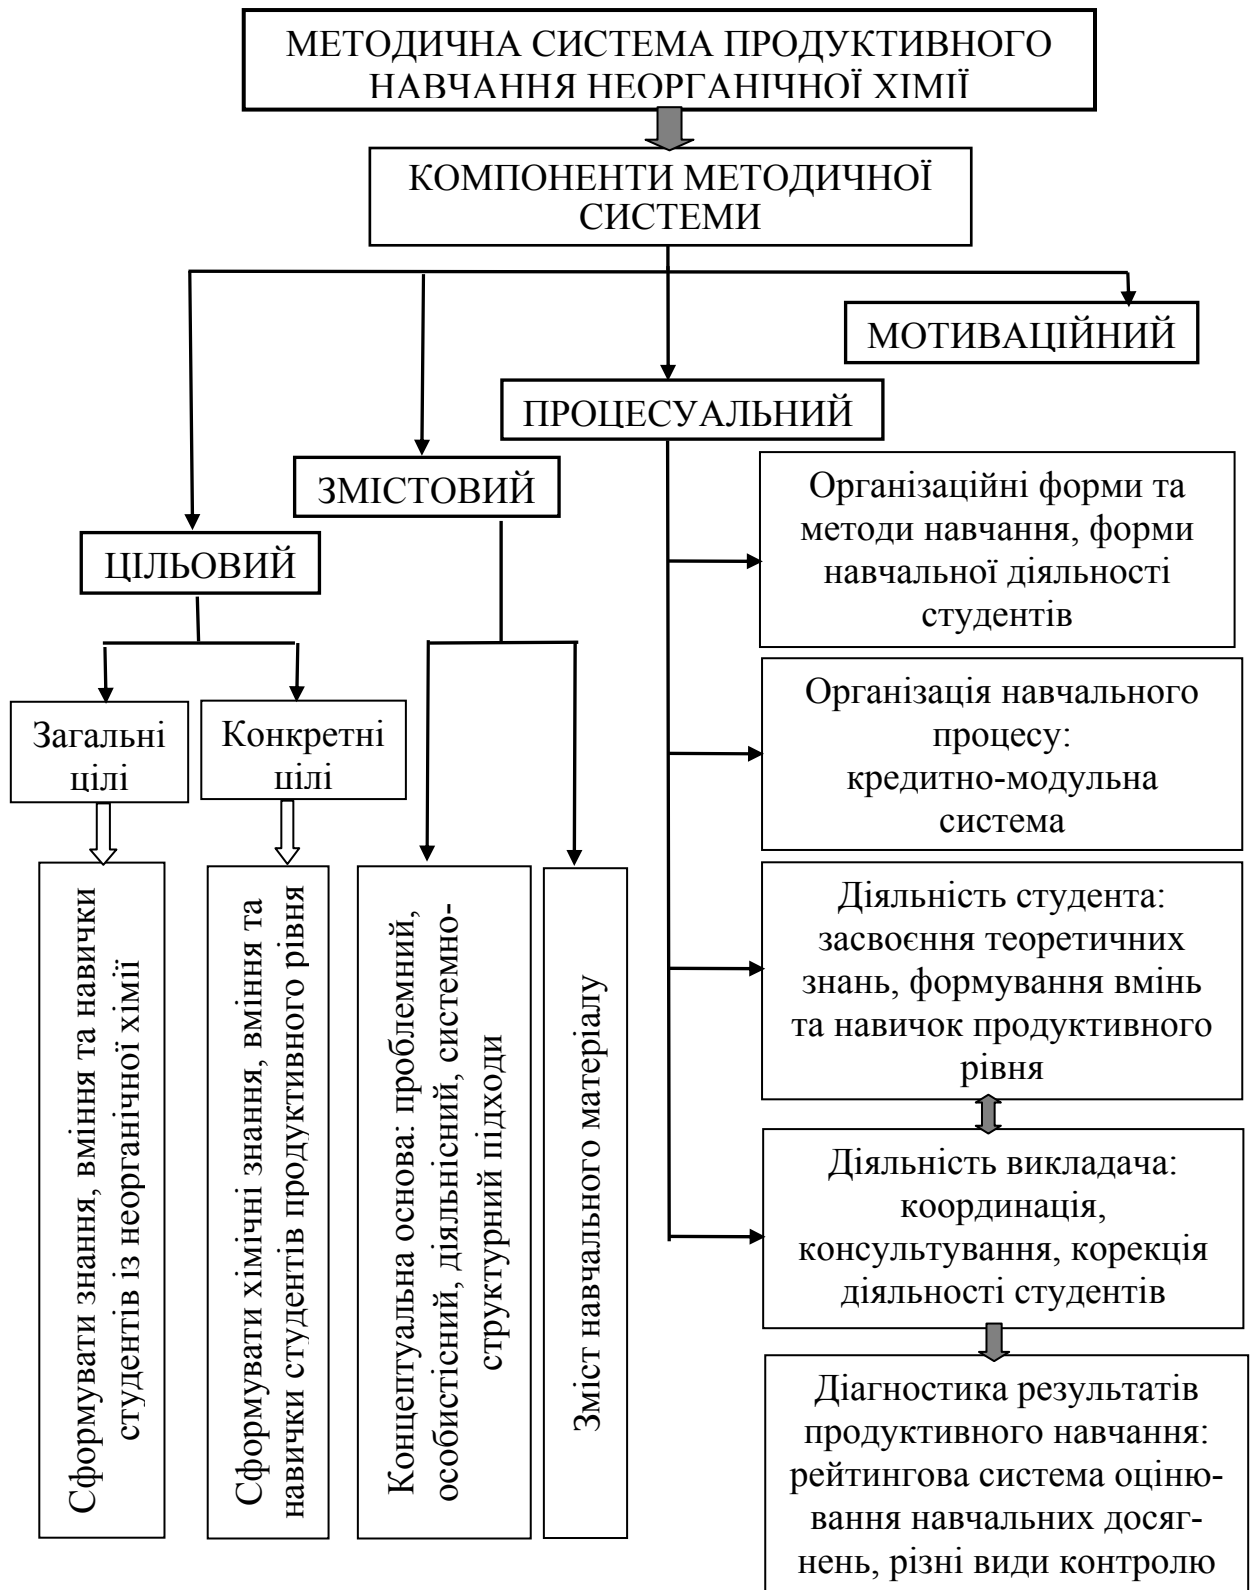 МЕТОДИЧНА СИСТЕМА ПРОДУКТИВНОГО
НАВЧАННЯ НЕОРГАНІЧНОЇ ХІМІЇ
КОМПОНЕНТИ МЕТОДИЧНОЇ
СИСТЕМИ
МОТИВАЦІЙНИЙ
ПРОЦЕСУАЛЬНИЙ
ЗМІСТОВИЙ
ЦІЛЬОВИЙ
Загальні
цілі
Конкретні
цілі
Сформувати знання, вміння та навички
студентів із неорганічної хімії
Сформувати хімічні знання, вміння та
навички студентів продуктивного рівня
Концептуальна основа: проблемний,
особистісний, діяльнісний, системно-
структурний підходи
Зміст навчального матеріалу
Організаційні форми та
методи навчання, форми
навчальної діяльності
студентів
Організація навчального
процесу:
кредитно-модульна
система
Діяльність студента:
засвоєння теоретичних
знань, формування вмінь
та навичок продуктивного
рівня
Діяльність викладача:
координація,
консультування, корекція
діяльності студентів
Діагностика результатів
продуктивного навчання:
рейтингова система оціню-
вання навчальних досяг-
нень, різні види контролю